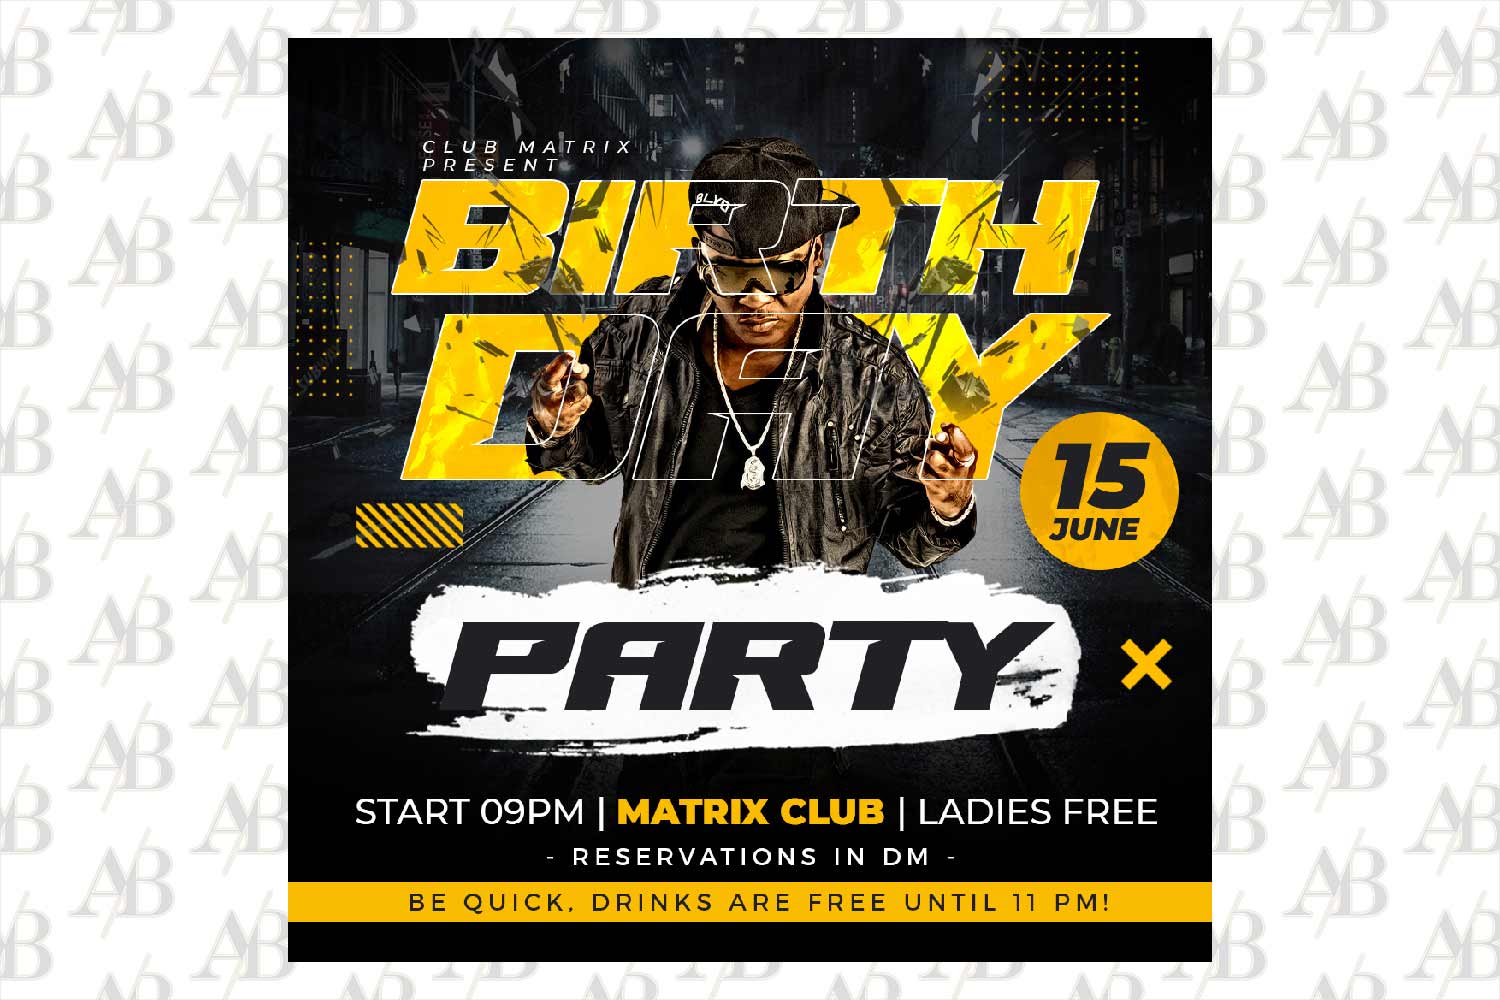 CLUB MATRIX
PRESENT
BIRTH
DAY
15
JUNE
PARTY
START 09PM | MATRIX CLUB | LADIES FREE
- RESERVATIONS IN DM -
BE QUICK, DRINKS ARE FREE UNTIL 11 PM!